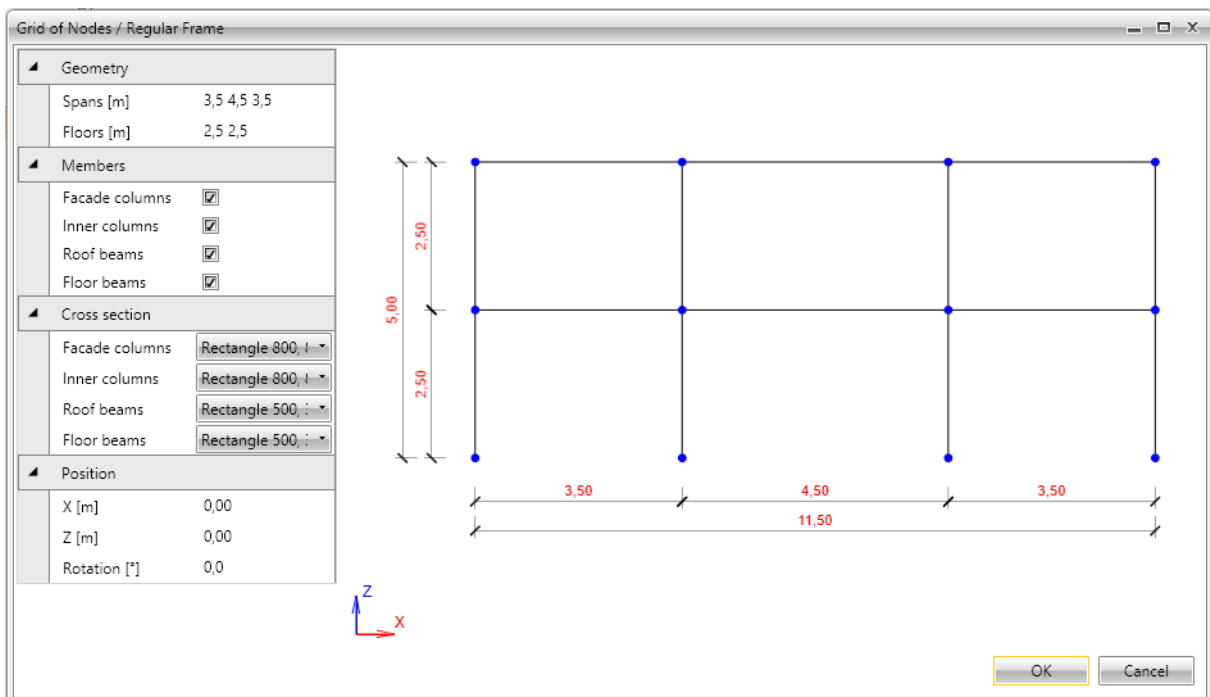 Grid of Nodes / Regular Frame
Geometry
Spans [m] 3,5 4,5 3,5
Floors [m] 2,5 2,5
Members
Facade columns
Inner columns
Roof beams
Floor beams
Cross section
Facade columns Rectangle 800,
Inner columns Rectangle 800,
Roof beams Rectangle 500,
Floor beams Rectangle 500,
Position
X [m] 0,00
Z [m] 0,00
Rotation [°] 0,0
2,50
5,00
2,50
3,50 4,50 3,50
11,50
Z
X
OK Cancel